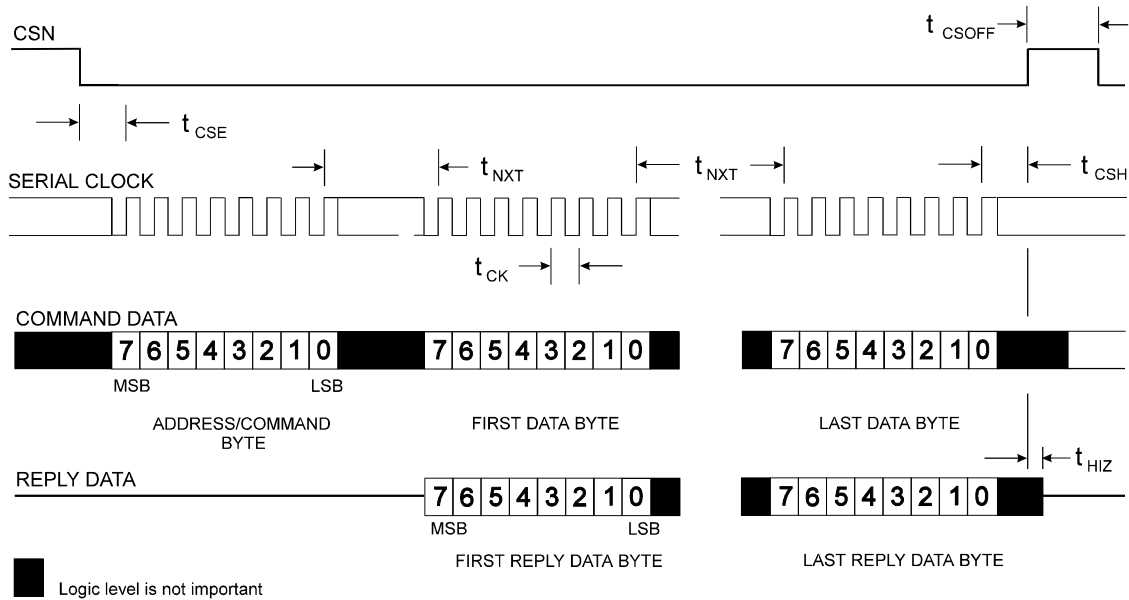 t CSOFF
CSN
t CSE
t NXT
t NXT
t CSH
SERIAL CLOCK
t CK
COMMAND DATA
7 6 5 4 3 2 1 0 7 6 5 4 3 2 1 0 7 6 5 4 3 2 1 0
MSB LSB
ADDRESS/COMMAND
BYTE
FIRST DATA BYTE
LAST DATA BYTE
t HIZ
REPLY DATA
7 6 5 4 3 2 1 0 7 6 5 4 3 2 1 0
MSB LSB
FIRST REPLY DATA BYTE
LAST REPLY DATA BYTE
Logic level is not important